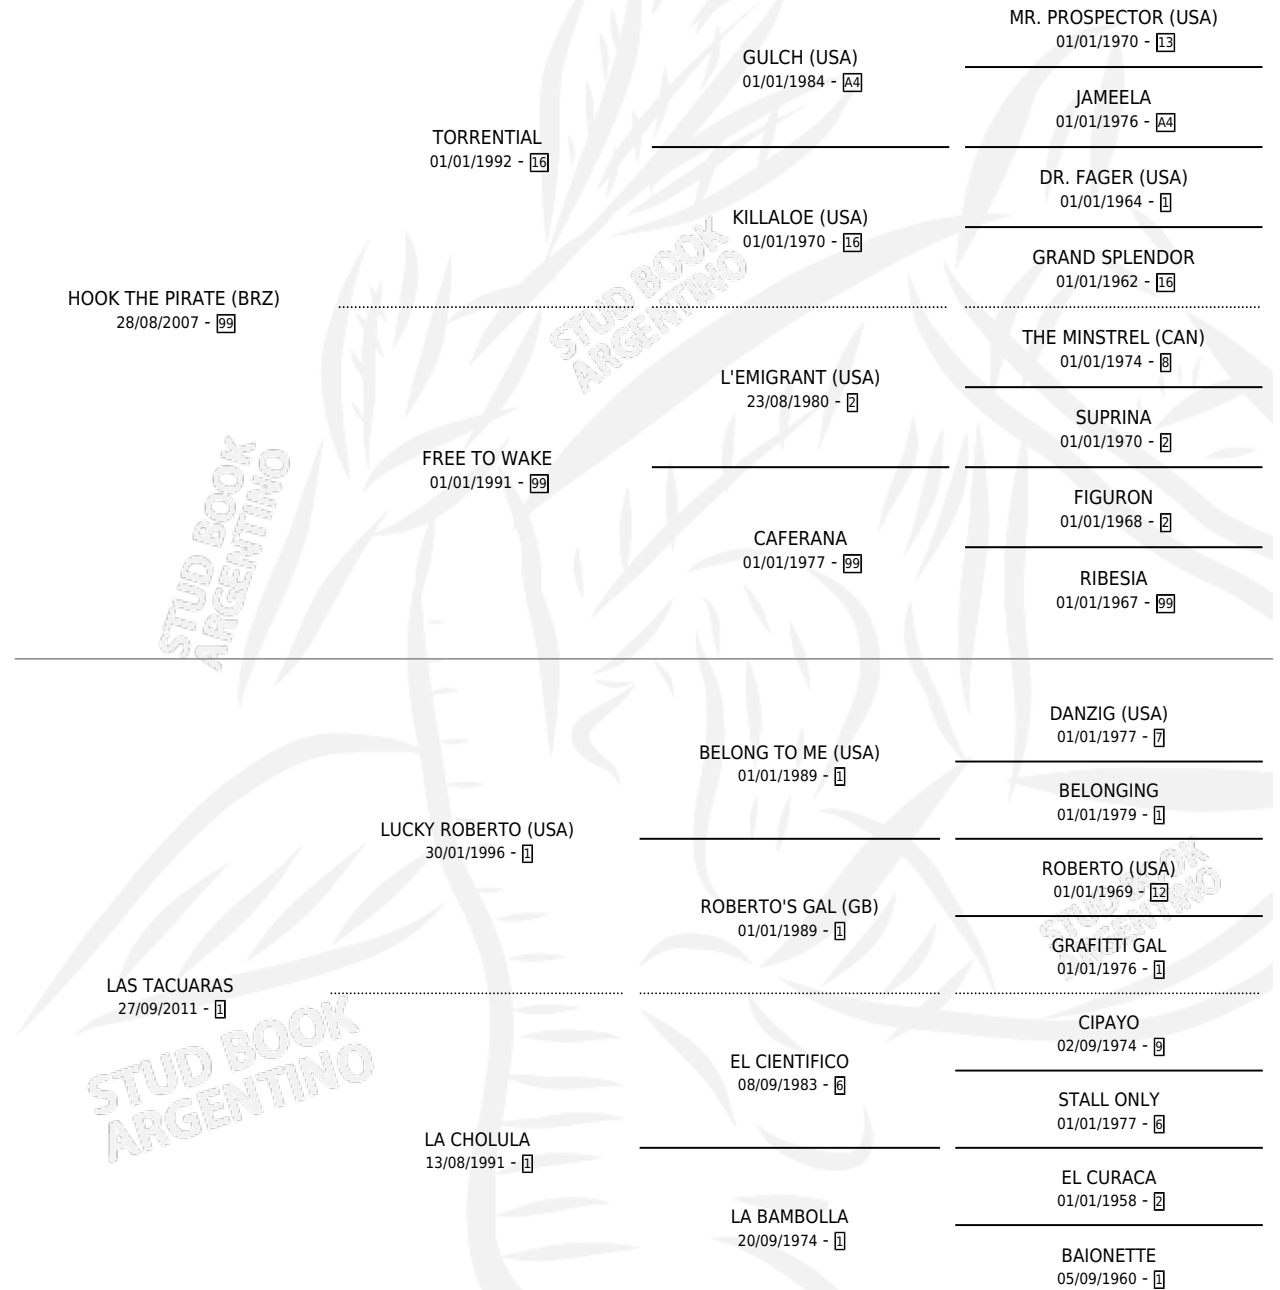 MR. PROSPECTOR (USA)
01/01/1970 - 13
GULCH (USA)
01/01/1984 - A4
JAMEELA
01/01/1976 - A4
TORRENTIAL
01/01/1992 - 16
DR. FAGER (USA)
01/01/1964 - 1
KILLALOE (USA)
01/01/1970 - 16
GRAND SPLENDOR
01/01/1962 - 16
HOOK THE PIRATE (BRZ)
28/08/2007 - 99
STUD BOOK
ARGENTINO
THE MINSTREL (CAN)
01/01/1974 - 8
L'EMIGRANT (USA)
23/08/1980 - 2
SUPRINA
01/01/1970 - 2
FREE TO WAKE
01/01/1991 - 99
FIGURON
01/01/1968 - 2
CAFERANA
01/01/1977 - 99
RIBESIA
01/01/1967 - 99
STUD BOOK
ARGENTINO
DANZIG (USA)
01/01/1977 - 7
BELONG TO ME (USA)
01/01/1989 - 1
BELONGING
01/01/1979 - 1
LUCKY ROBERTO (USA)
30/01/1996 - 1
ROBERTO (USA)
01/01/1969 - 12
ROBERTO'S GAL (GB)
01/01/1989 - 1
GRAFITTI GAL
01/01/1976 - 1
STUD BOOK
ARGENTINO
LAS TACUARAS
27/09/2011 - 1
STUD BOOK
ARGENTINO
CIPAYO
02/09/1974 - 9
EL CIENTIFICO
08/09/1983 - 6
STALL ONLY
01/01/1977 - 6
LA CHOLULA
13/08/1991 - 1
EL CURACA
01/01/1958 - 2
LA BAMBOLLA
20/09/1974 - 1
BAIONETTE
05/09/1960 - 1